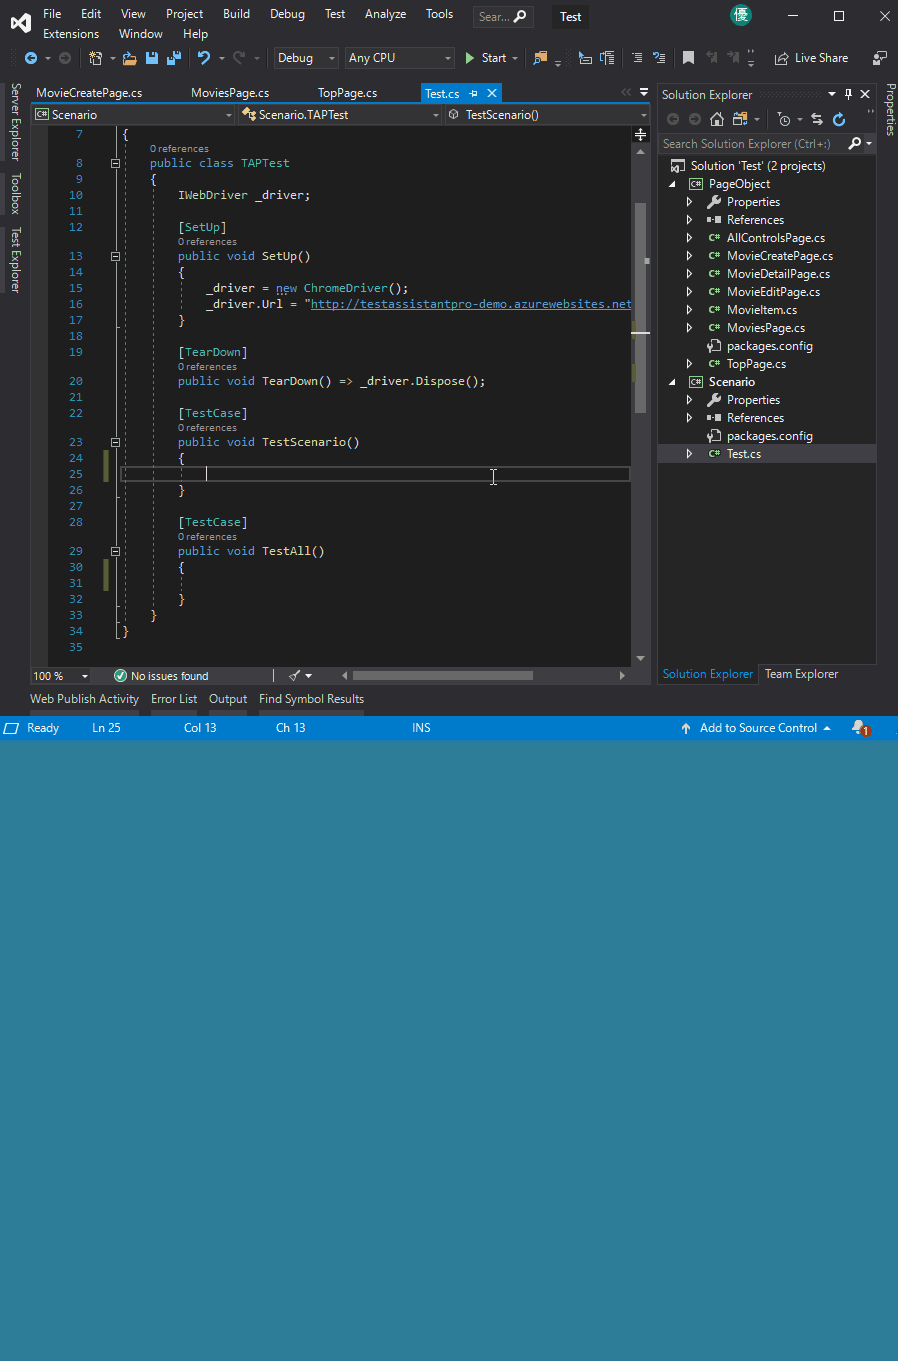 File Edit View Project Build Debug Test Analyze Tools Sear... Test 優
Extensions Window Help
Debug Any CPU Start Live Share
Server Explorer
Toolbox
Test Explorer
MovieCreatePage.cs MoviesPage.cs TopPage.cs Test.cs
C# Scenario Scenario.TAPTest TestScenario()
7 {
0 references
8 public class TAPTest
9 {
10 IWebDriver _driver;
11
12 [SetUp]
0 references
13 public void SetUp()
14 {
15 _driver = new ChromeDriver();
16 _driver.Url = "http://testassistantpro-demo.azurewebsites.net
17 }
18
19 [TearDown]
0 references
20 public void TearDown() => _driver.Dispose();
21
22 [TestCase]
0 references
23 public void TestScenario()
24 {
25
26 }
27
28 [TestCase]
0 references
29 public void TestAll()
30 {
31
32 }
33 }
34 }
35
100 % No issues found
Solution Explorer
Search Solution Explorer (Ctrl+:)
Solution 'Test' (2 projects)
C# PageObject
Properties
References
C# AllControlsPage.cs
C# MovieCreatePage.cs
C# MovieDetailPage.cs
C# MovieEditPage.cs
C# MovieItem.cs
C# MoviesPage.cs
packages.config
C# TopPage.cs
C# Scenario
Properties
References
packages.config
C# Test.cs
Solution Explorer Team Explorer
Properties
Web Publish Activity Error List Output Find Symbol Results
Ready Ln 25 Col 13 Ch 13 INS Add to Source Control 1